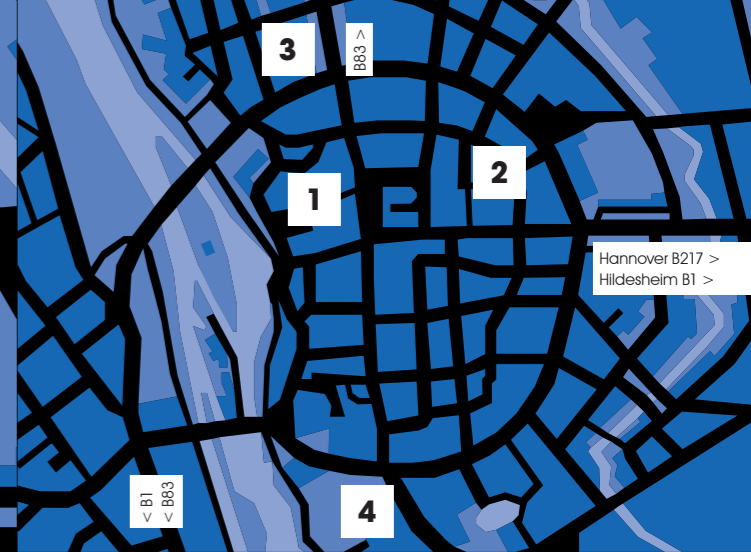 3
B83 >
2
1
Hannover B217 >
Hildesheim B1 >
< B1
< B83
4